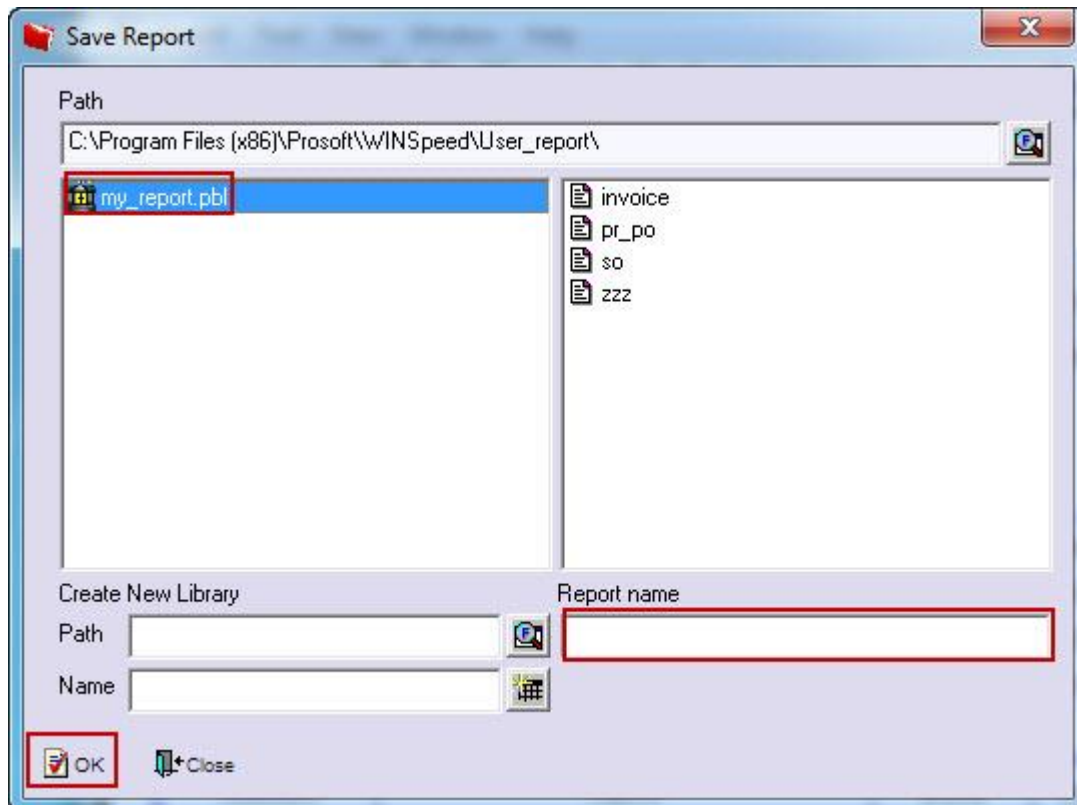 Save Report
Path
C:\Program Files (x86)\Prosoft\WINSpeed\User_report\
my_report.pbl
invoice
pr_po
so
zzz
Create New Library
Report name
Path
Name
OK
Close